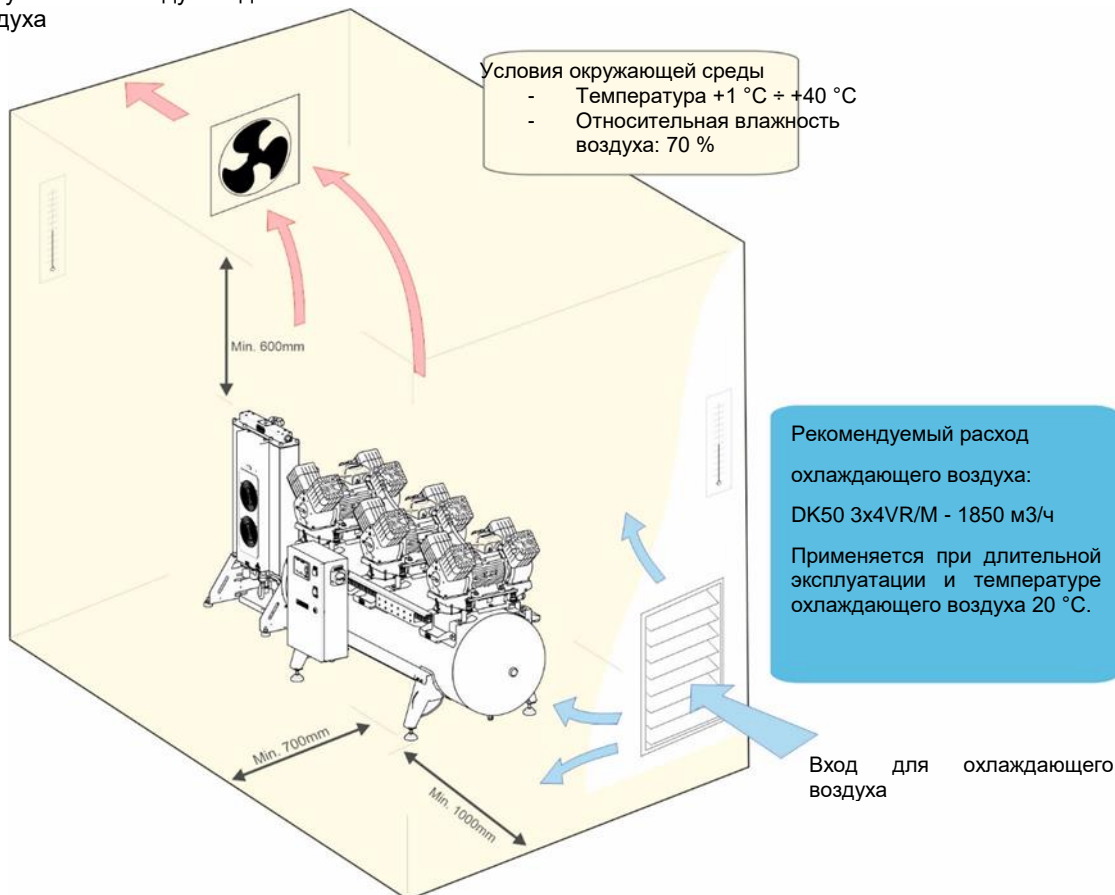 духа
Условия окружающей среды
- Температура +1 °C ÷ +40 °C
- Относительная влажность
воздуха: 70 %
Min. 600mm
Рекомендуемый расход
охлаждающего воздуха:
DK50 3x4VR/M - 1850 м3/ч
Применяется при длительной
эксплуатации и температуре
охлаждающего воздуха 20 °C.
Min. 700mm
Min. 1000mm
Вход для охлаждающего
воздуха